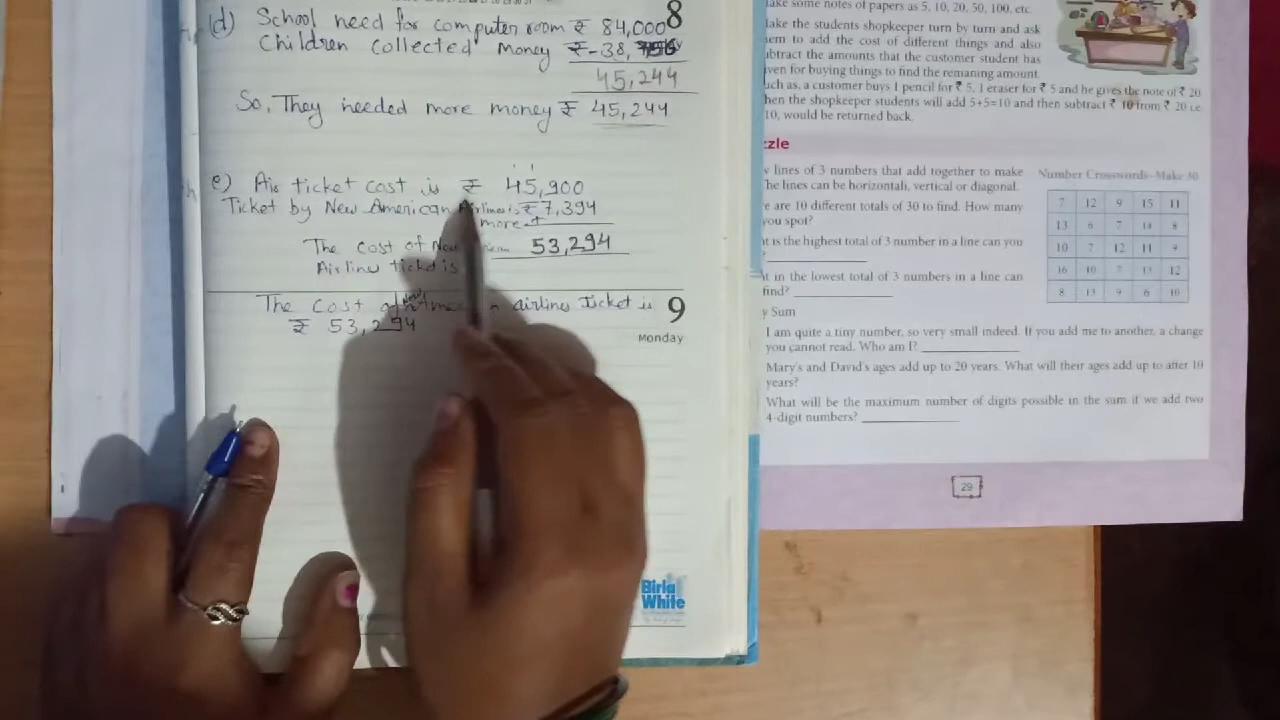 (d) School need for computer room ₹ 84,000
8
Children collected money ₹ - 38,756
45,244
So, They needed more money ₹ 45,244
e) Air ticket cost is ₹ 45,900
Ticket by New American Airlines is ₹ 7,394
more +
The cost of New 53,294
Airline ticket is
The cost of New airlines ticket is
₹ 53,294
9
Monday
Birla
White
take some notes of papers as 5, 10, 20, 50, 100, etc.
the students shopkeeper turn by turn and ask
to add the cost of different things and also
the amounts that the customer student has
for buying things to find the remaning amount.
as, a customer buys 1 pencil for ₹ 5, 1 eraser for ₹ 5 and he gives the note of ₹ 20
the shopkeeper students will add 5+5=10 and then subtract ₹ 10 from ₹ 20 i.e
10, would be returned back.
lines of 3 numbers that add together to make
The lines can be horizontali, vertical or diagonal.
are 10 different totals of 30 to find. How many
you spot?
is the highest total of 3 number in a line can you
in the lowest total of 3 numbers in a line can
find?
Number Crosswords–Make 30
7 12 9 15 11
13 6 7 14 8
10 7 12 11 9
16 10 7 13 12
8 13 9 6 10
Sum
I am quite a tiny number, so very small indeed. If you add me to another, a change
you cannot read. Who am I?
Mary's and David's ages add up to 20 years. What will their ages add up to after 10
years?
What will be the maximum number of digits possible in the sum if we add two
4-digit numbers?
29